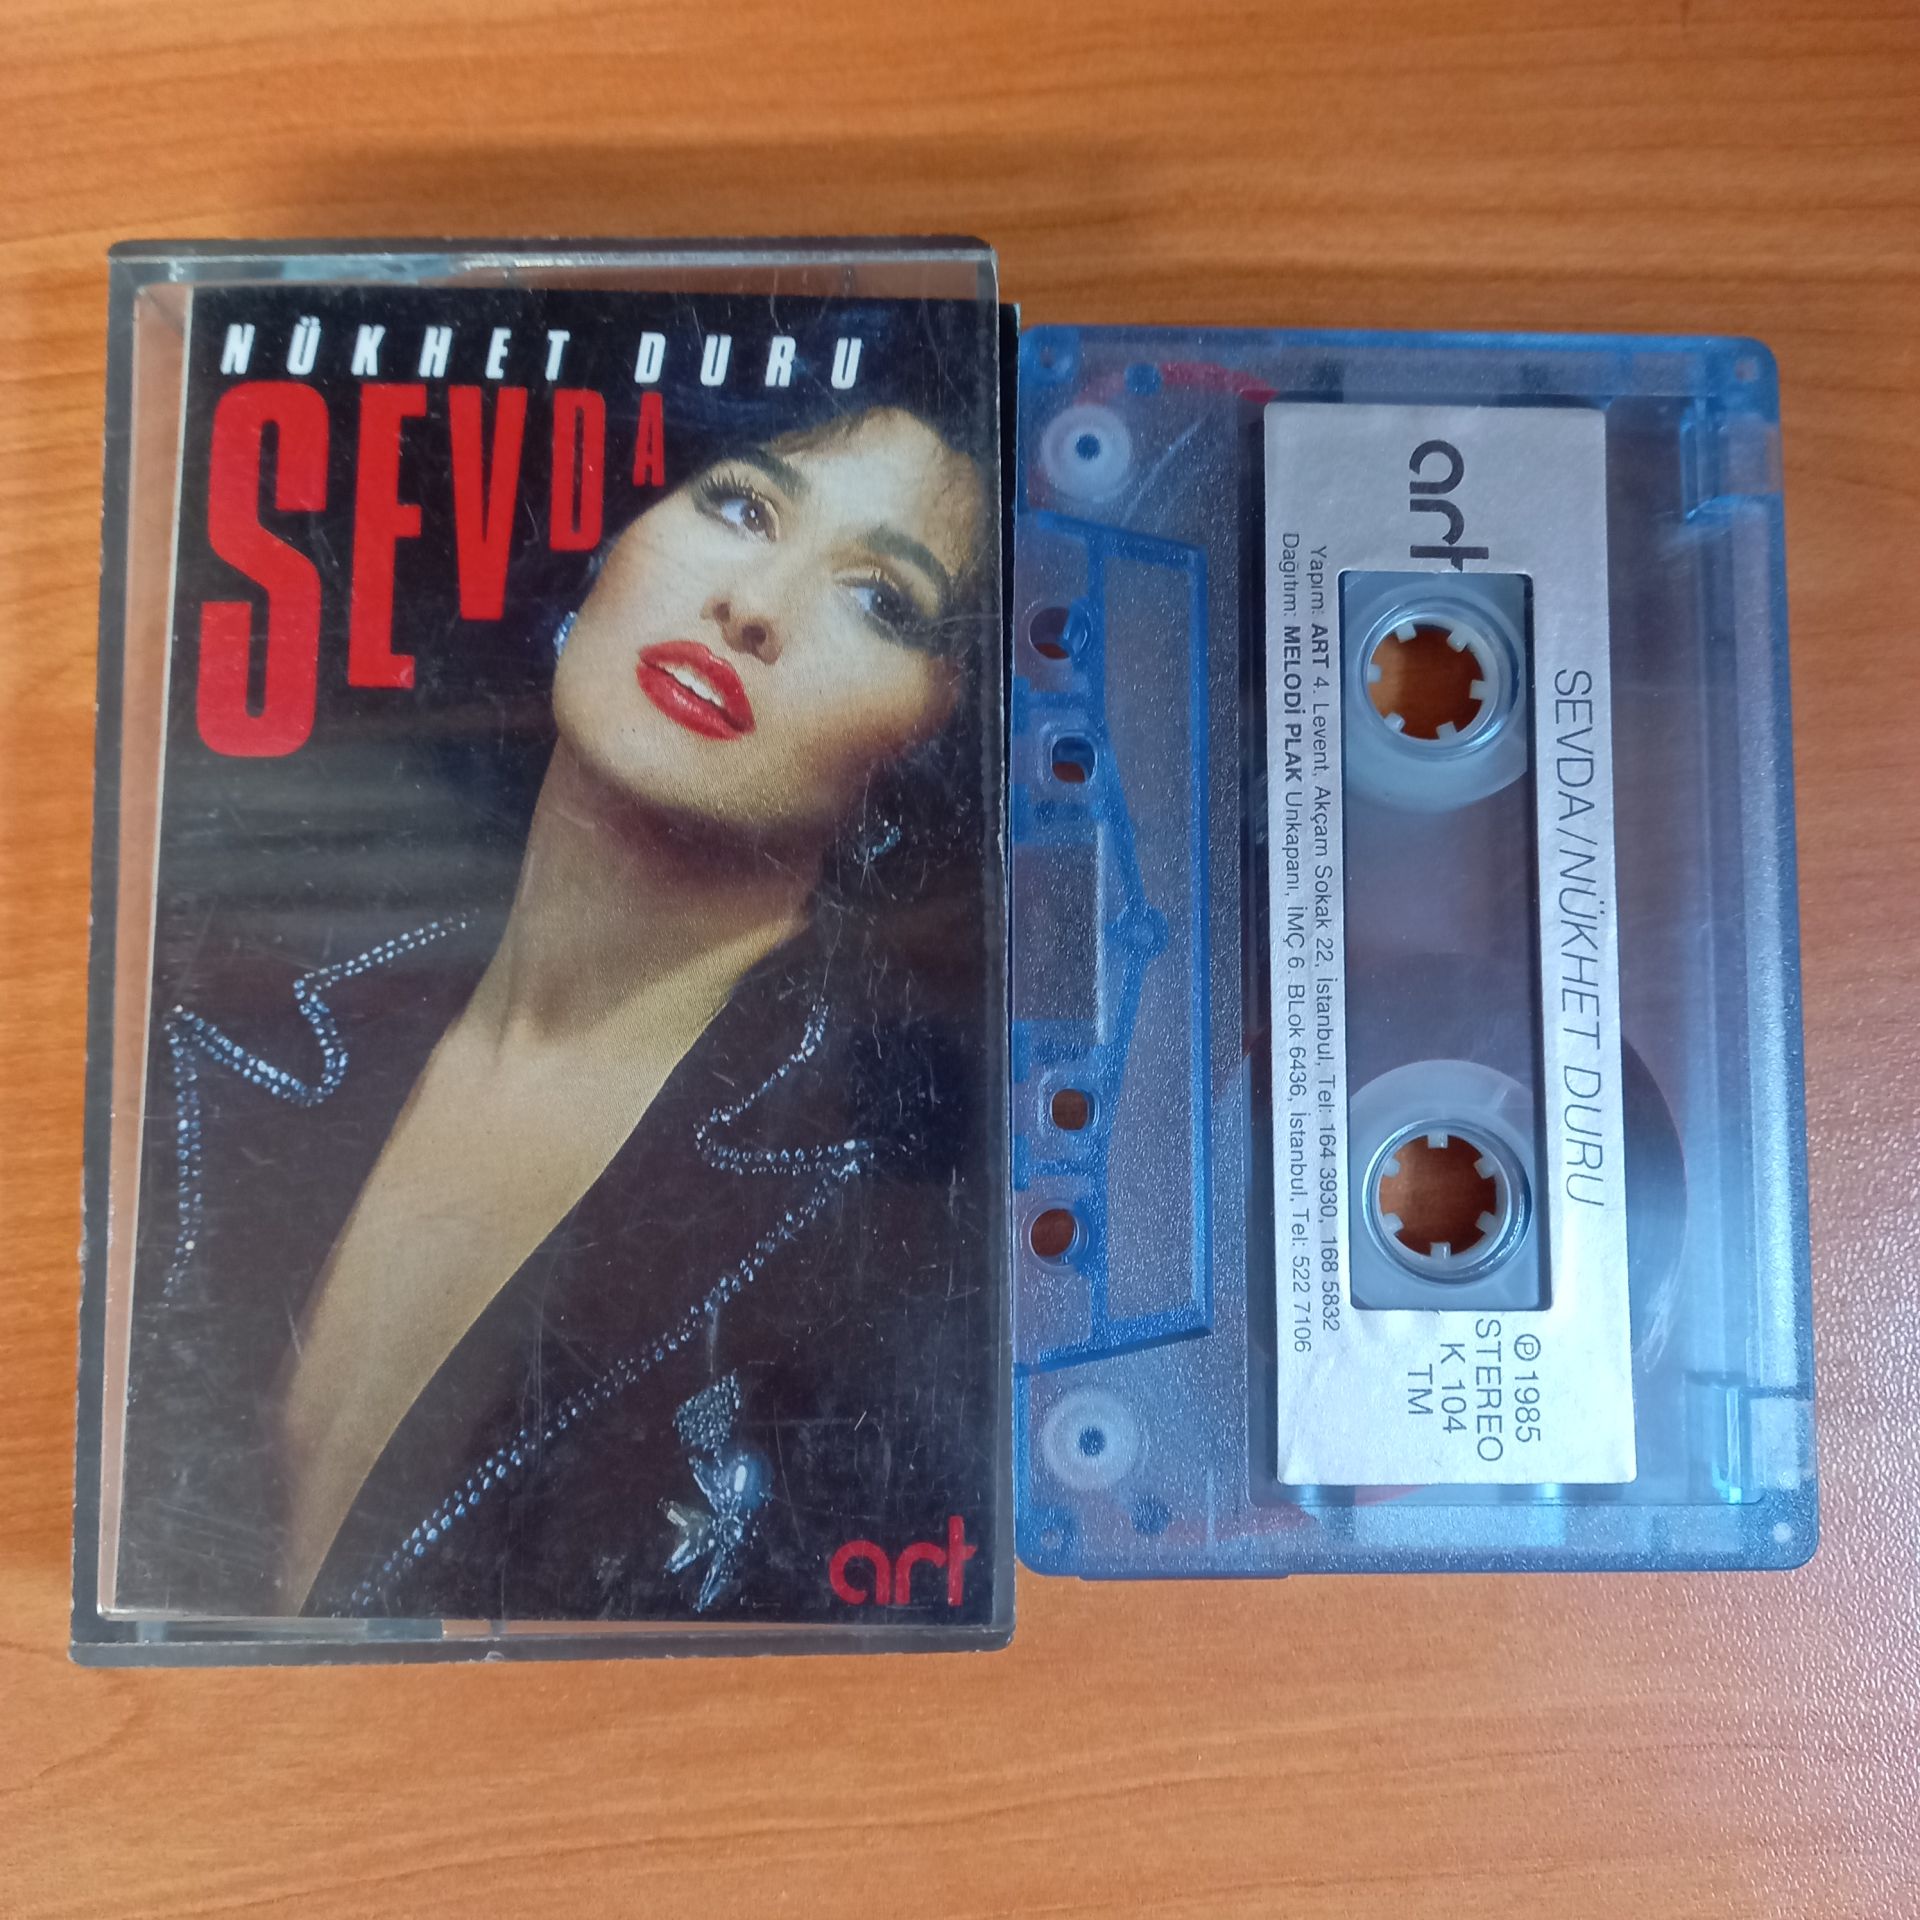 NÜKHET DURU
SEVDA
art
art
Yapım: ART 4. Levent, Akçam Sokak 22, İstanbul, Tel: 164 3930, 168 5832
Dağıtım: MELODİ PLAK Unkapanı, İMÇ 6. BLok 6436, İstanbul, Tel: 522 7106
SEVDA/NÜKHET DURU
℗ 1985
STEREO
K 104
TM